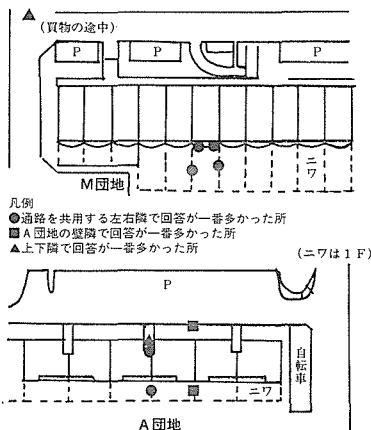 (買物の途中)
P P P
ニワ
M団地
凡例
●通路を共用する左右隣で回答が一番多かった所
■A団地の壁隣で回答が一番多かった所
▲上下隣で回答が一番多かった所
(ニワは1F)
P
自転車
ニワ
A団地